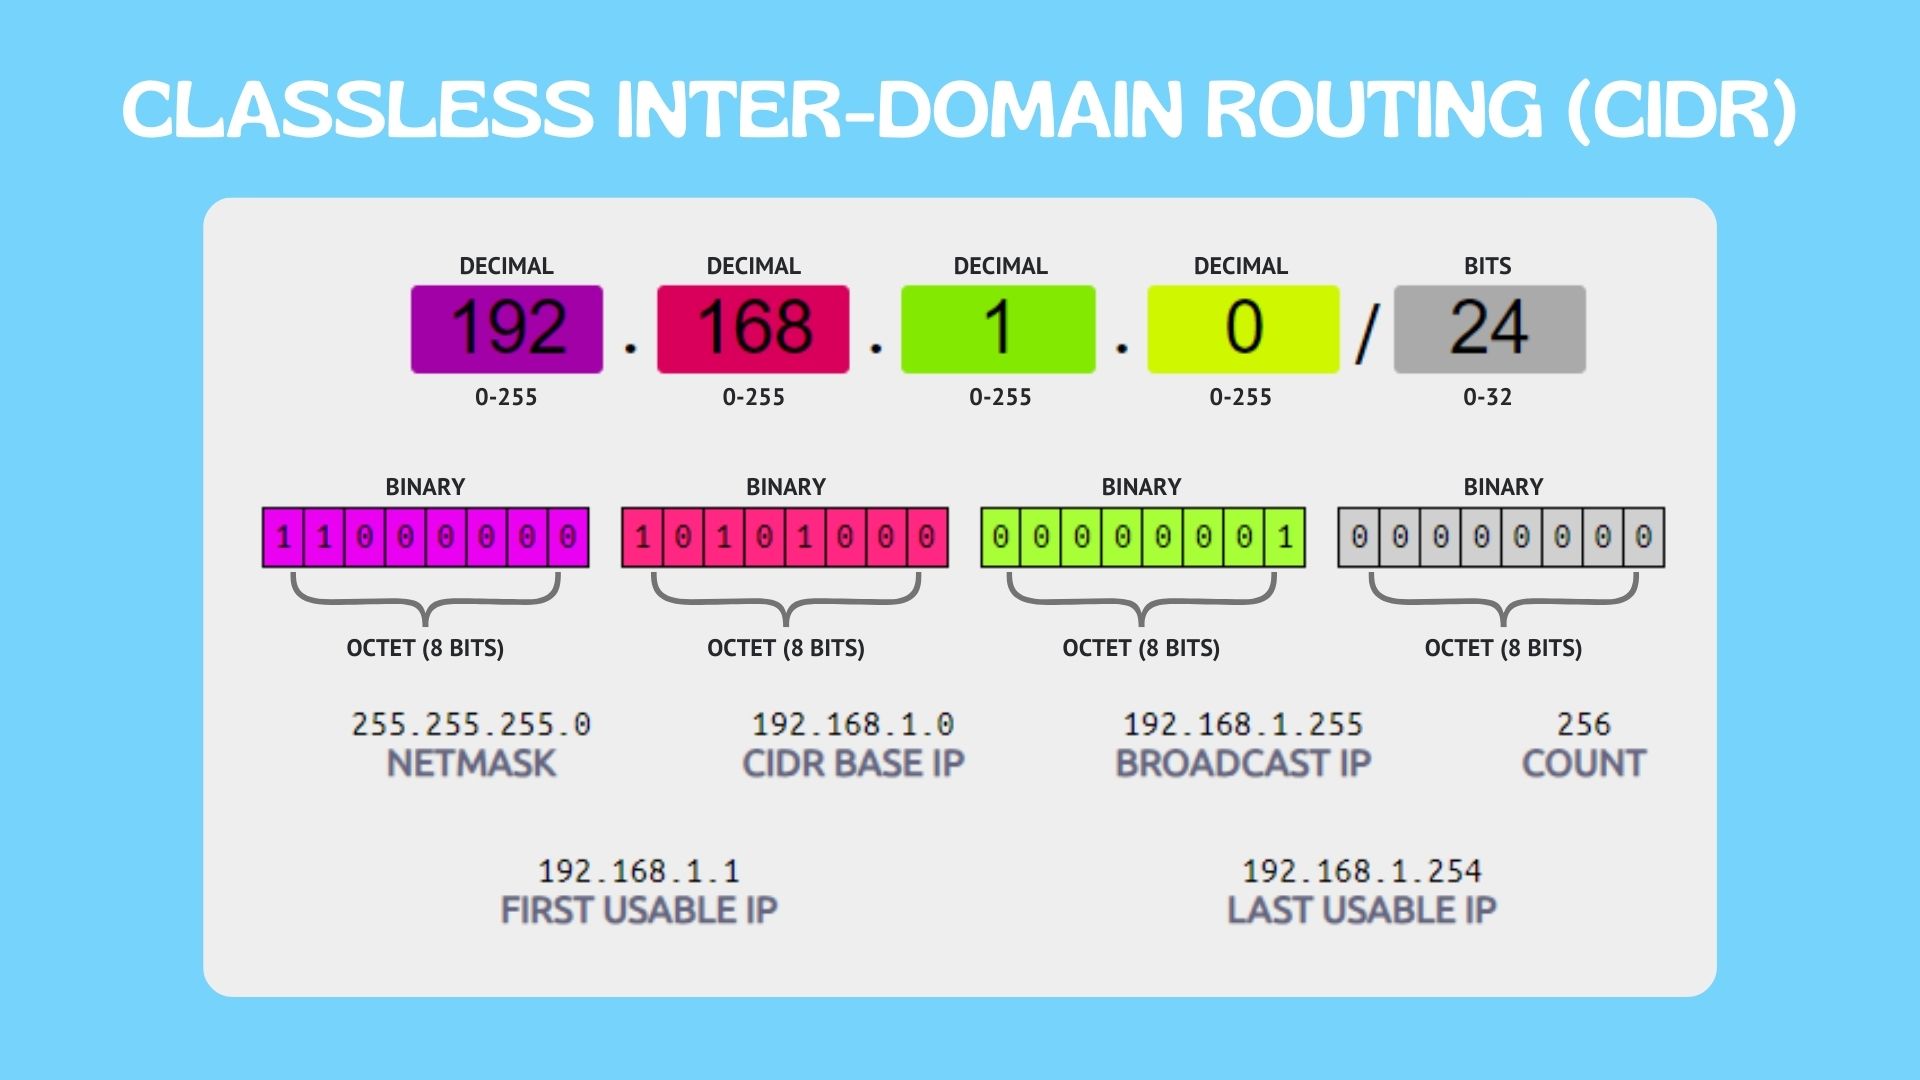 CLASSLESS INTER-DOMAIN ROUTING (CIDR)
DECIMAL DECIMAL DECIMAL DECIMAL BITS
192 . 168 . 1 . 0 / 24
0-255 0-255 0-255 0-255 0-32
BINARY BINARY BINARY BINARY
1 1 0 0 0 0 0 0 1 0 1 0 1 0 0 0 0 0 0 0 0 0 0 1 0 0 0 0 0 0 0 0
OCTET (8 BITS) OCTET (8 BITS) OCTET (8 BITS) OCTET (8 BITS)
255.255.255.0 192.168.1.0 192.168.1.255 256
NETMASK CIDR BASE IP BROADCAST IP COUNT
192.168.1.1 192.168.1.254
FIRST USABLE IP LAST USABLE IP